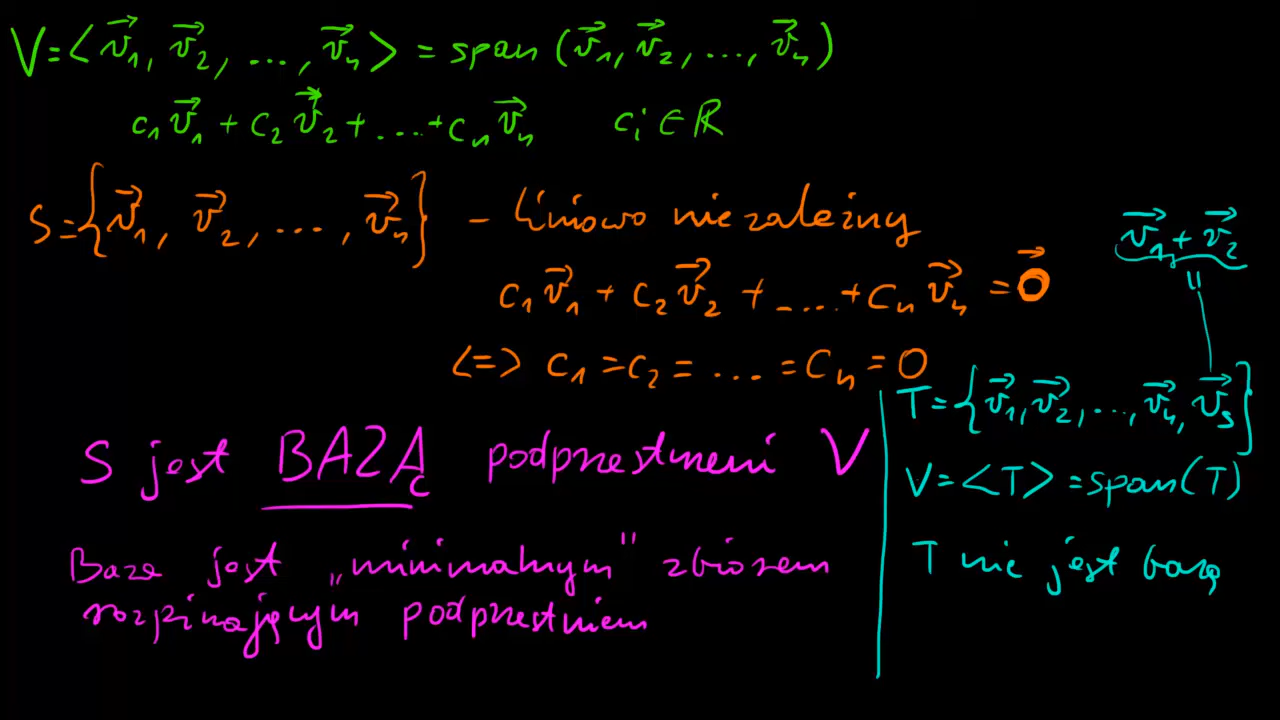 V = ⟨v⃗₁, v⃗₂, ..., v⃗ₙ⟩ = span (v⃗₁, v⃗₂, ..., v⃗ₙ)
c₁v⃗₁ + c₂v⃗₂ + .... + cₙv⃗ₙ cᵢ ∈ ℝ
S = {v⃗₁, v⃗₂, ..., v⃗ₙ} - liniowo niezależny
c₁v⃗₁ + c₂v⃗₂ + .... + cₙv⃗ₙ = 0⃗
<=> c₁ = c₂ = ... = cₙ = 0
S jest BAZĄ podprzestrzeni V
Baza jest „minimalnym" zbiorem
rozpinającym podprzestrzeń
v⃗₁ + v⃗₂
=
T = {v⃗₁, v⃗₂, ..., v⃗ₙ, v⃗ₛ}
V = <T> = span(T)
T nie jest bazą